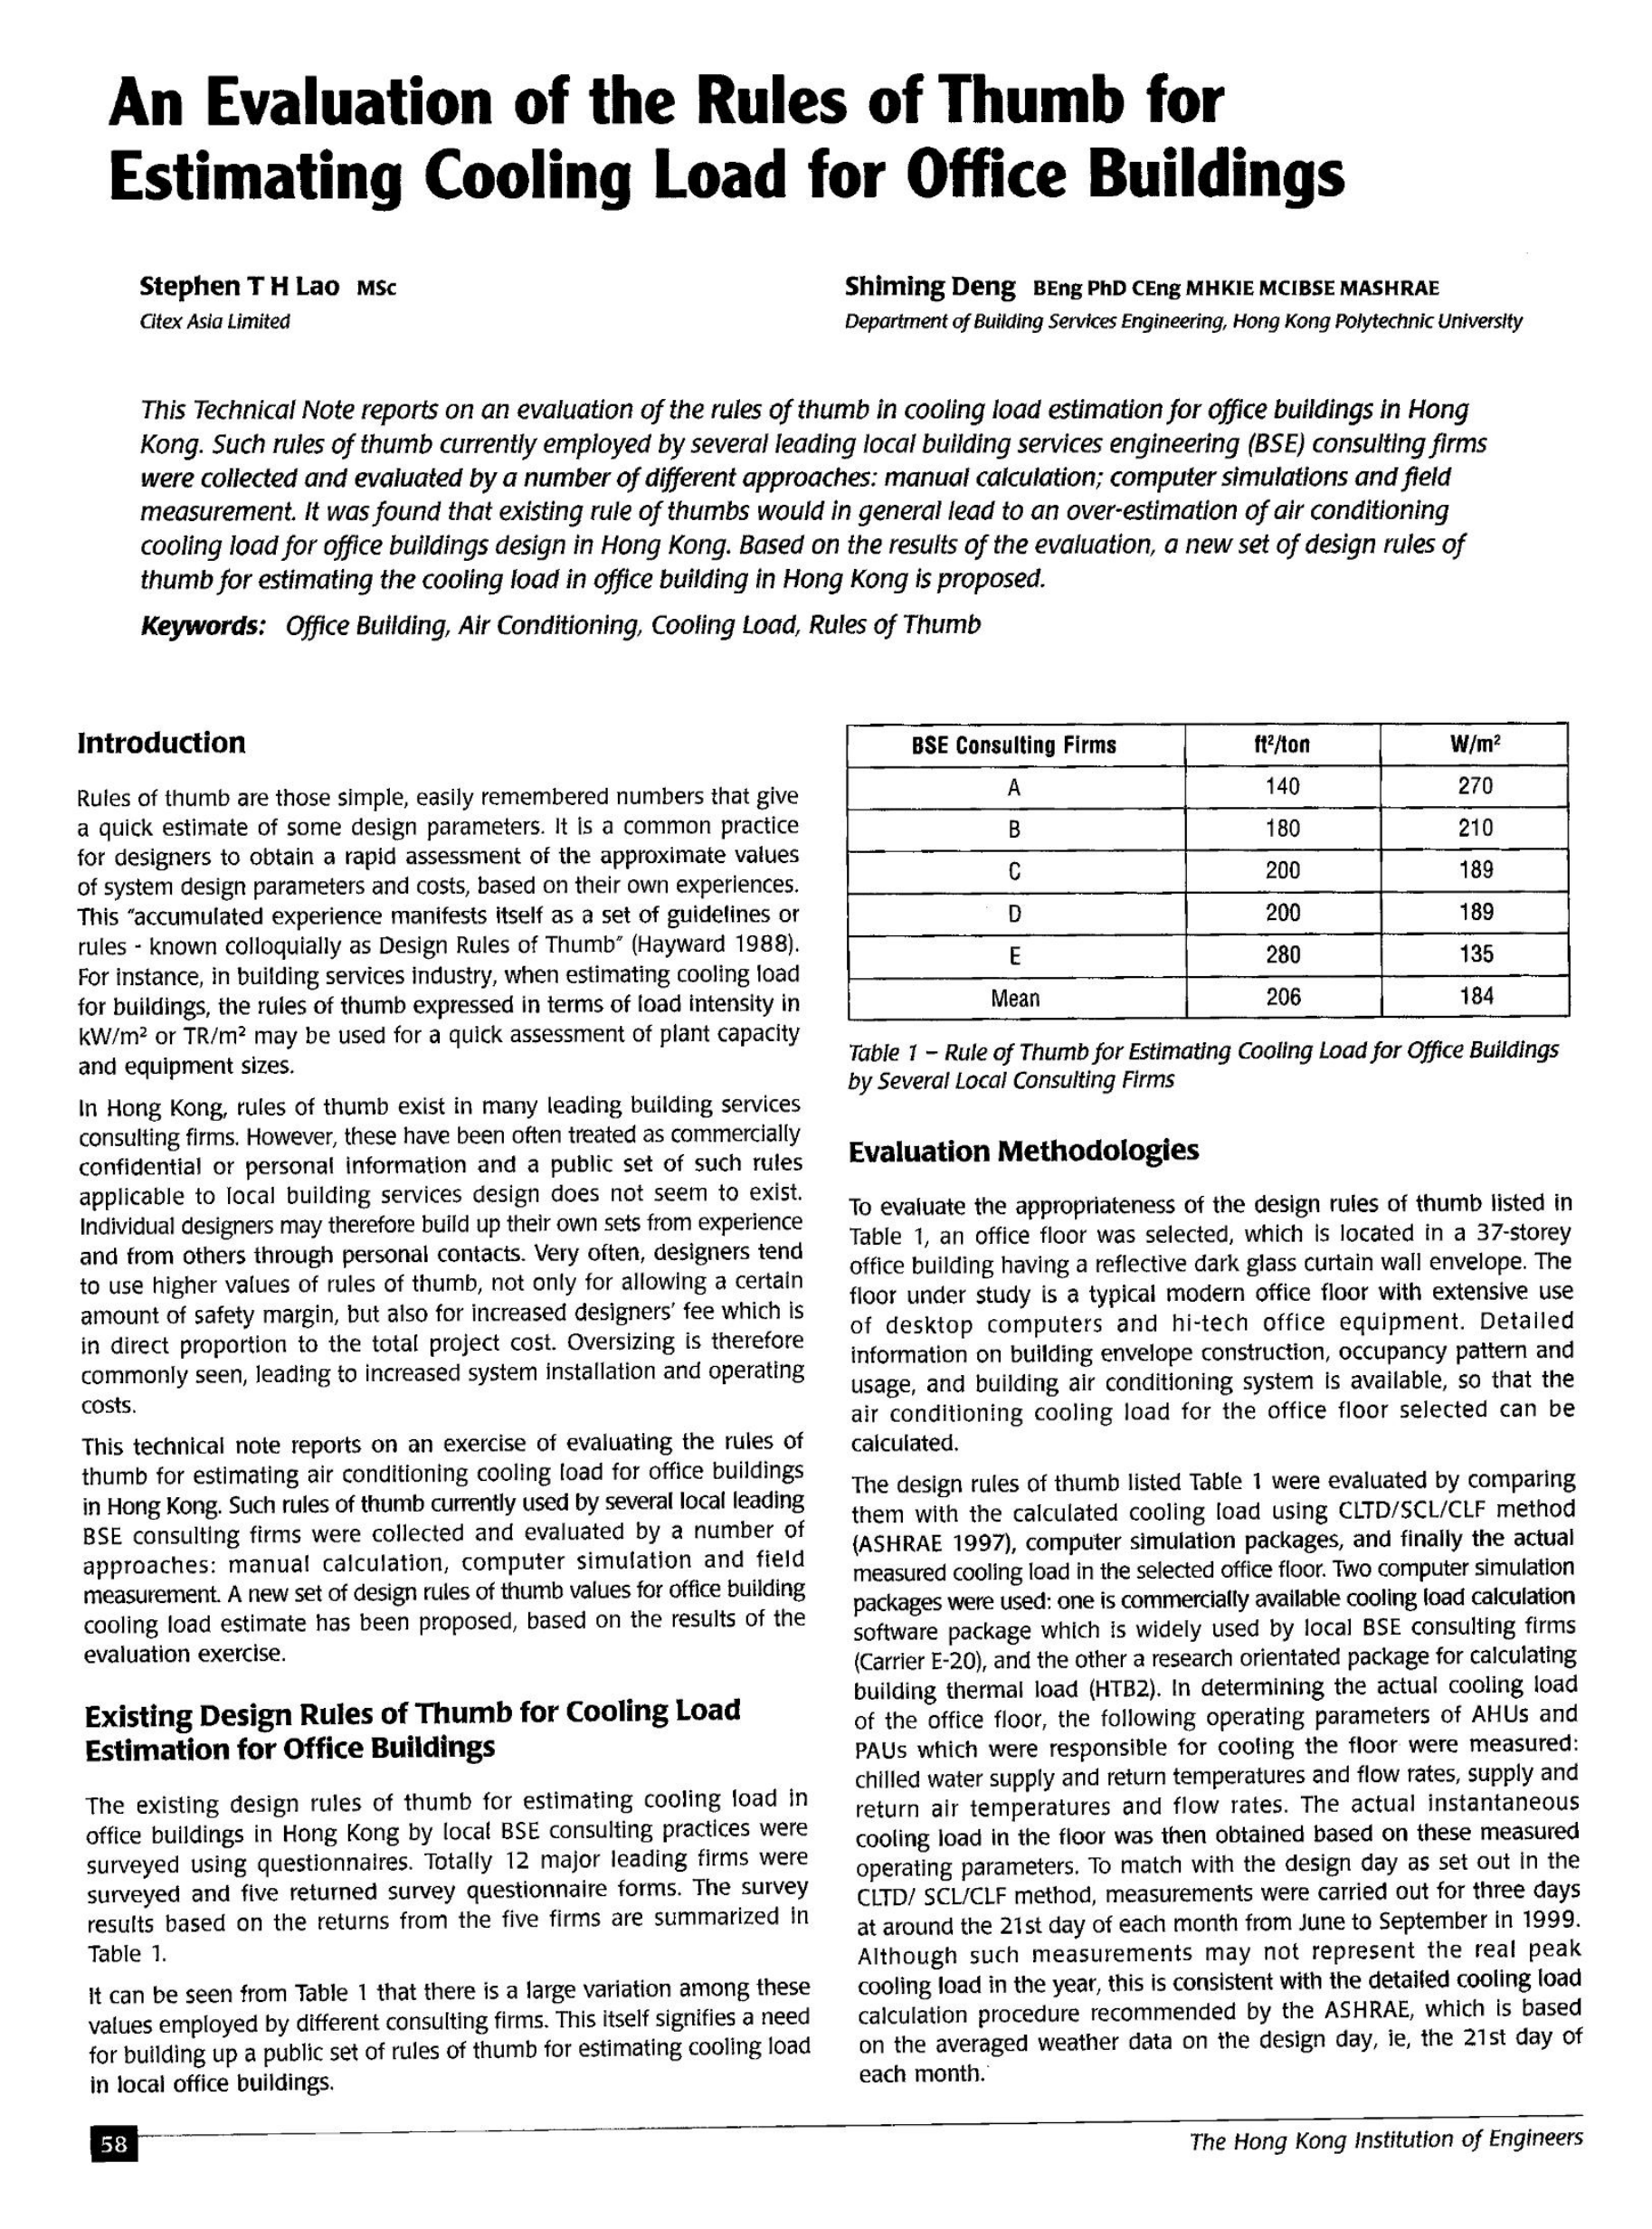 An Evaluation of the Rules of Thumb for
Estimating Cooling Load for Office Buildings
Stephen T H Lao MSc
Citex Asia Limited
Shiming Deng BEng PhD CEng MHKIE MCIBSE MASHRAE
Department of Building Services Engineering, Hong Kong Polytechnic University
This Technical Note reports on an evaluation of the rules of thumb in cooling load estimation for office buildings in Hong
Kong. Such rules of thumb currently employed by several leading local building services engineering (BSE) consulting firms
were collected and evaluated by a number of different approaches: manual calculation; computer simulations and field
measurement. It was found that existing rule of thumbs would in general lead to an over-estimation of air conditioning
cooling load for office buildings design in Hong Kong. Based on the results of the evaluation, a new set of design rules of
thumb for estimating the cooling load in office building in Hong Kong is proposed.
Keywords: Office Building, Air Conditioning, Cooling Load, Rules of Thumb
Introduction
Rules of thumb are those simple, easily remembered numbers that give
a quick estimate of some design parameters. It is a common practice
for designers to obtain a rapid assessment of the approximate values
of system design parameters and costs, based on their own experiences.
This "accumulated experience manifests itself as a set of guidelines or
rules - known colloquially as Design Rules of Thumb" (Hayward 1988).
For instance, in building services industry, when estimating cooling load
for buildings, the rules of thumb expressed in terms of load intensity in
kW/m² or TR/m² may be used for a quick assessment of plant capacity
and equipment sizes.
In Hong Kong, rules of thumb exist in many leading building services
consulting firms. However, these have been often treated as commercially
confidential or personal information and a public set of such rules
applicable to local building services design does not seem to exist.
Individual designers may therefore build up their own sets from experience
and from others through personal contacts. Very often, designers tend
to use higher values of rules of thumb, not only for allowing a certain
amount of safety margin, but also for increased designers' fee which is
in direct proportion to the total project cost. Oversizing is therefore
commonly seen, leading to increased system installation and operating
costs.
This technical note reports on an exercise of evaluating the rules of
thumb for estimating air conditioning cooling load for office buildings
in Hong Kong. Such rules of thumb currently used by several local leading
BSE consulting firms were collected and evaluated by a number of
approaches: manual calculation, computer simulation and field
measurement. A new set of design rules of thumb values for office building
cooling load estimate has been proposed, based on the results of the
evaluation exercise.
Existing Design Rules of Thumb for Cooling Load
Estimation for Office Buildings
The existing design rules of thumb for estimating cooling load in
office buildings in Hong Kong by local BSE consulting practices were
surveyed using questionnaires. Totally 12 major leading firms were
surveyed and five returned survey questionnaire forms. The survey
results based on the returns from the five firms are summarized in
Table 1.
It can be seen from Table 1 that there is a large variation among these
values employed by different consulting firms. This itself signifies a need
for building up a public set of rules of thumb for estimating cooling load
in local office buildings.
BSE Consulting Firms ft²/ton W/m²
A 140 270
B 180 210
C 200 189
D 200 189
E 280 135
Mean 206 184
Table 1 – Rule of Thumb for Estimating Cooling Load for Office Buildings
by Several Local Consulting Firms
Evaluation Methodologies
To evaluate the appropriateness of the design rules of thumb listed in
Table 1, an office floor was selected, which is located in a 37-storey
office building having a reflective dark glass curtain wall envelope. The
floor under study is a typical modern office floor with extensive use
of desktop computers and hi-tech office equipment. Detailed
information on building envelope construction, occupancy pattern and
usage, and building air conditioning system is available, so that the
air conditioning cooling load for the office floor selected can be
calculated.
The design rules of thumb listed Table 1 were evaluated by comparing
them with the calculated cooling load using CLTD/SCL/CLF method
(ASHRAE 1997), computer simulation packages, and finally the actual
measured cooling load in the selected office floor. Two computer simulation
packages were used: one is commercially available cooling load calculation
software package which is widely used by local BSE consulting firms
(Carrier E-20), and the other a research orientated package for calculating
building thermal load (HTB2). In determining the actual cooling load
of the office floor, the following operating parameters of AHUs and
PAUs which were responsible for cooling the floor were measured:
chilled water supply and return temperatures and flow rates, supply and
return air temperatures and flow rates. The actual instantaneous
cooling load in the floor was then obtained based on these measured
operating parameters. To match with the design day as set out in the
CLTD/ SCL/CLF method, measurements were carried out for three days
at around the 21st day of each month from June to September in 1999.
Although such measurements may not represent the real peak
cooling load in the year, this is consistent with the detailed cooling load
calculation procedure recommended by the ASHRAE, which is based
on the averaged weather data on the design day, ie, the 21st day of
each month.
58
The Hong Kong Institution of Engineers